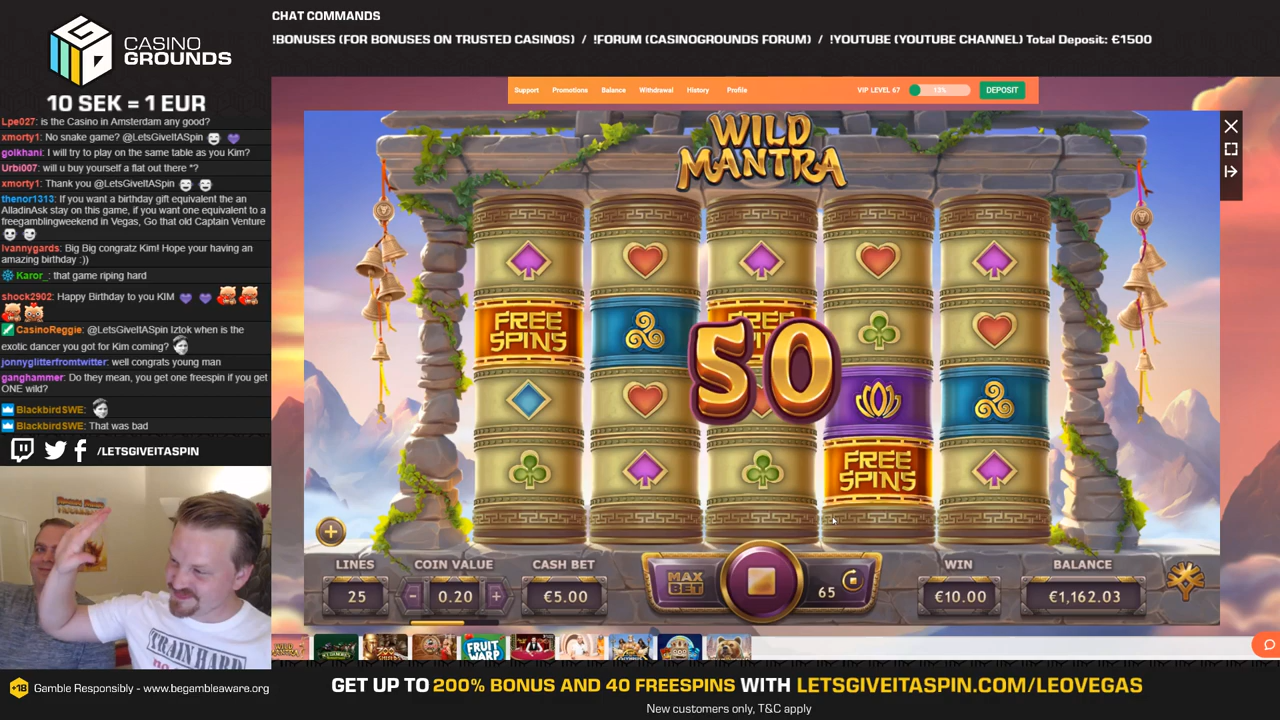 CHAT COMMANDS
!BONUSES (FOR BONUSES ON TRUSTED CASINOS) / !FORUM (CASINOGROUNDS FORUM) / !YOUTUBE (YOUTUBE CHANNEL) Total Deposit: €1500
CASINO
GROUNDS
10 SEK = 1 EUR
Support Promotions Balance Withdrawal History Profile VIP LEVEL 67 13% DEPOSIT
Lpe027: is the Casino in Amsterdam any good?
xmorty1: No snake game? @LetsGiveItASpin
golkhani: I will try to play on the same table as you Kim?
Urbi007: will u buy yourself a flat out there *?
xmorty1: Thank you @LetsGiveItASpin
thenor1313: If you want a birthday gift equivalent the an
AlladinAsk stay on this game, if you want one equivalent to a
freegamblingweekend in Vegas, Go that old Captain Venture
Ivannygards: Big Big congratz Kim! Hope your having an
amazing birthday :))
Karor_: that game riping hard
shock2902: Happy Birthday to you KIM
CasinoReggie: @LetsGiveItASpin Iztok when is the
exotic dancer you got for Kim coming?
jonnyglitterfromtwitter: well congrats young man
ganghammer: Do they mean, you get one freespin if you get
ONE wild?
BlackbirdSWE:
BlackbirdSWE: That was bad
/LETSGIVEITASPIN
WILD
MANTRA
FREE
SPINS
FREE
SPINS
50
FREE
SPINS
LINES
25
COIN VALUE
0.20
CASH BET
€5.00
MAX
BET
65
WIN
€10.00
BALANCE
€1,162.03
FRUIT
WARP
TRAIN HARD
+18 Gamble Responsibly - www.begambleaware.org
GET UP TO 200% BONUS AND 40 FREESPINS WITH LETSGIVEITASPIN.COM/LEOVEGAS
New customers only, T&C apply